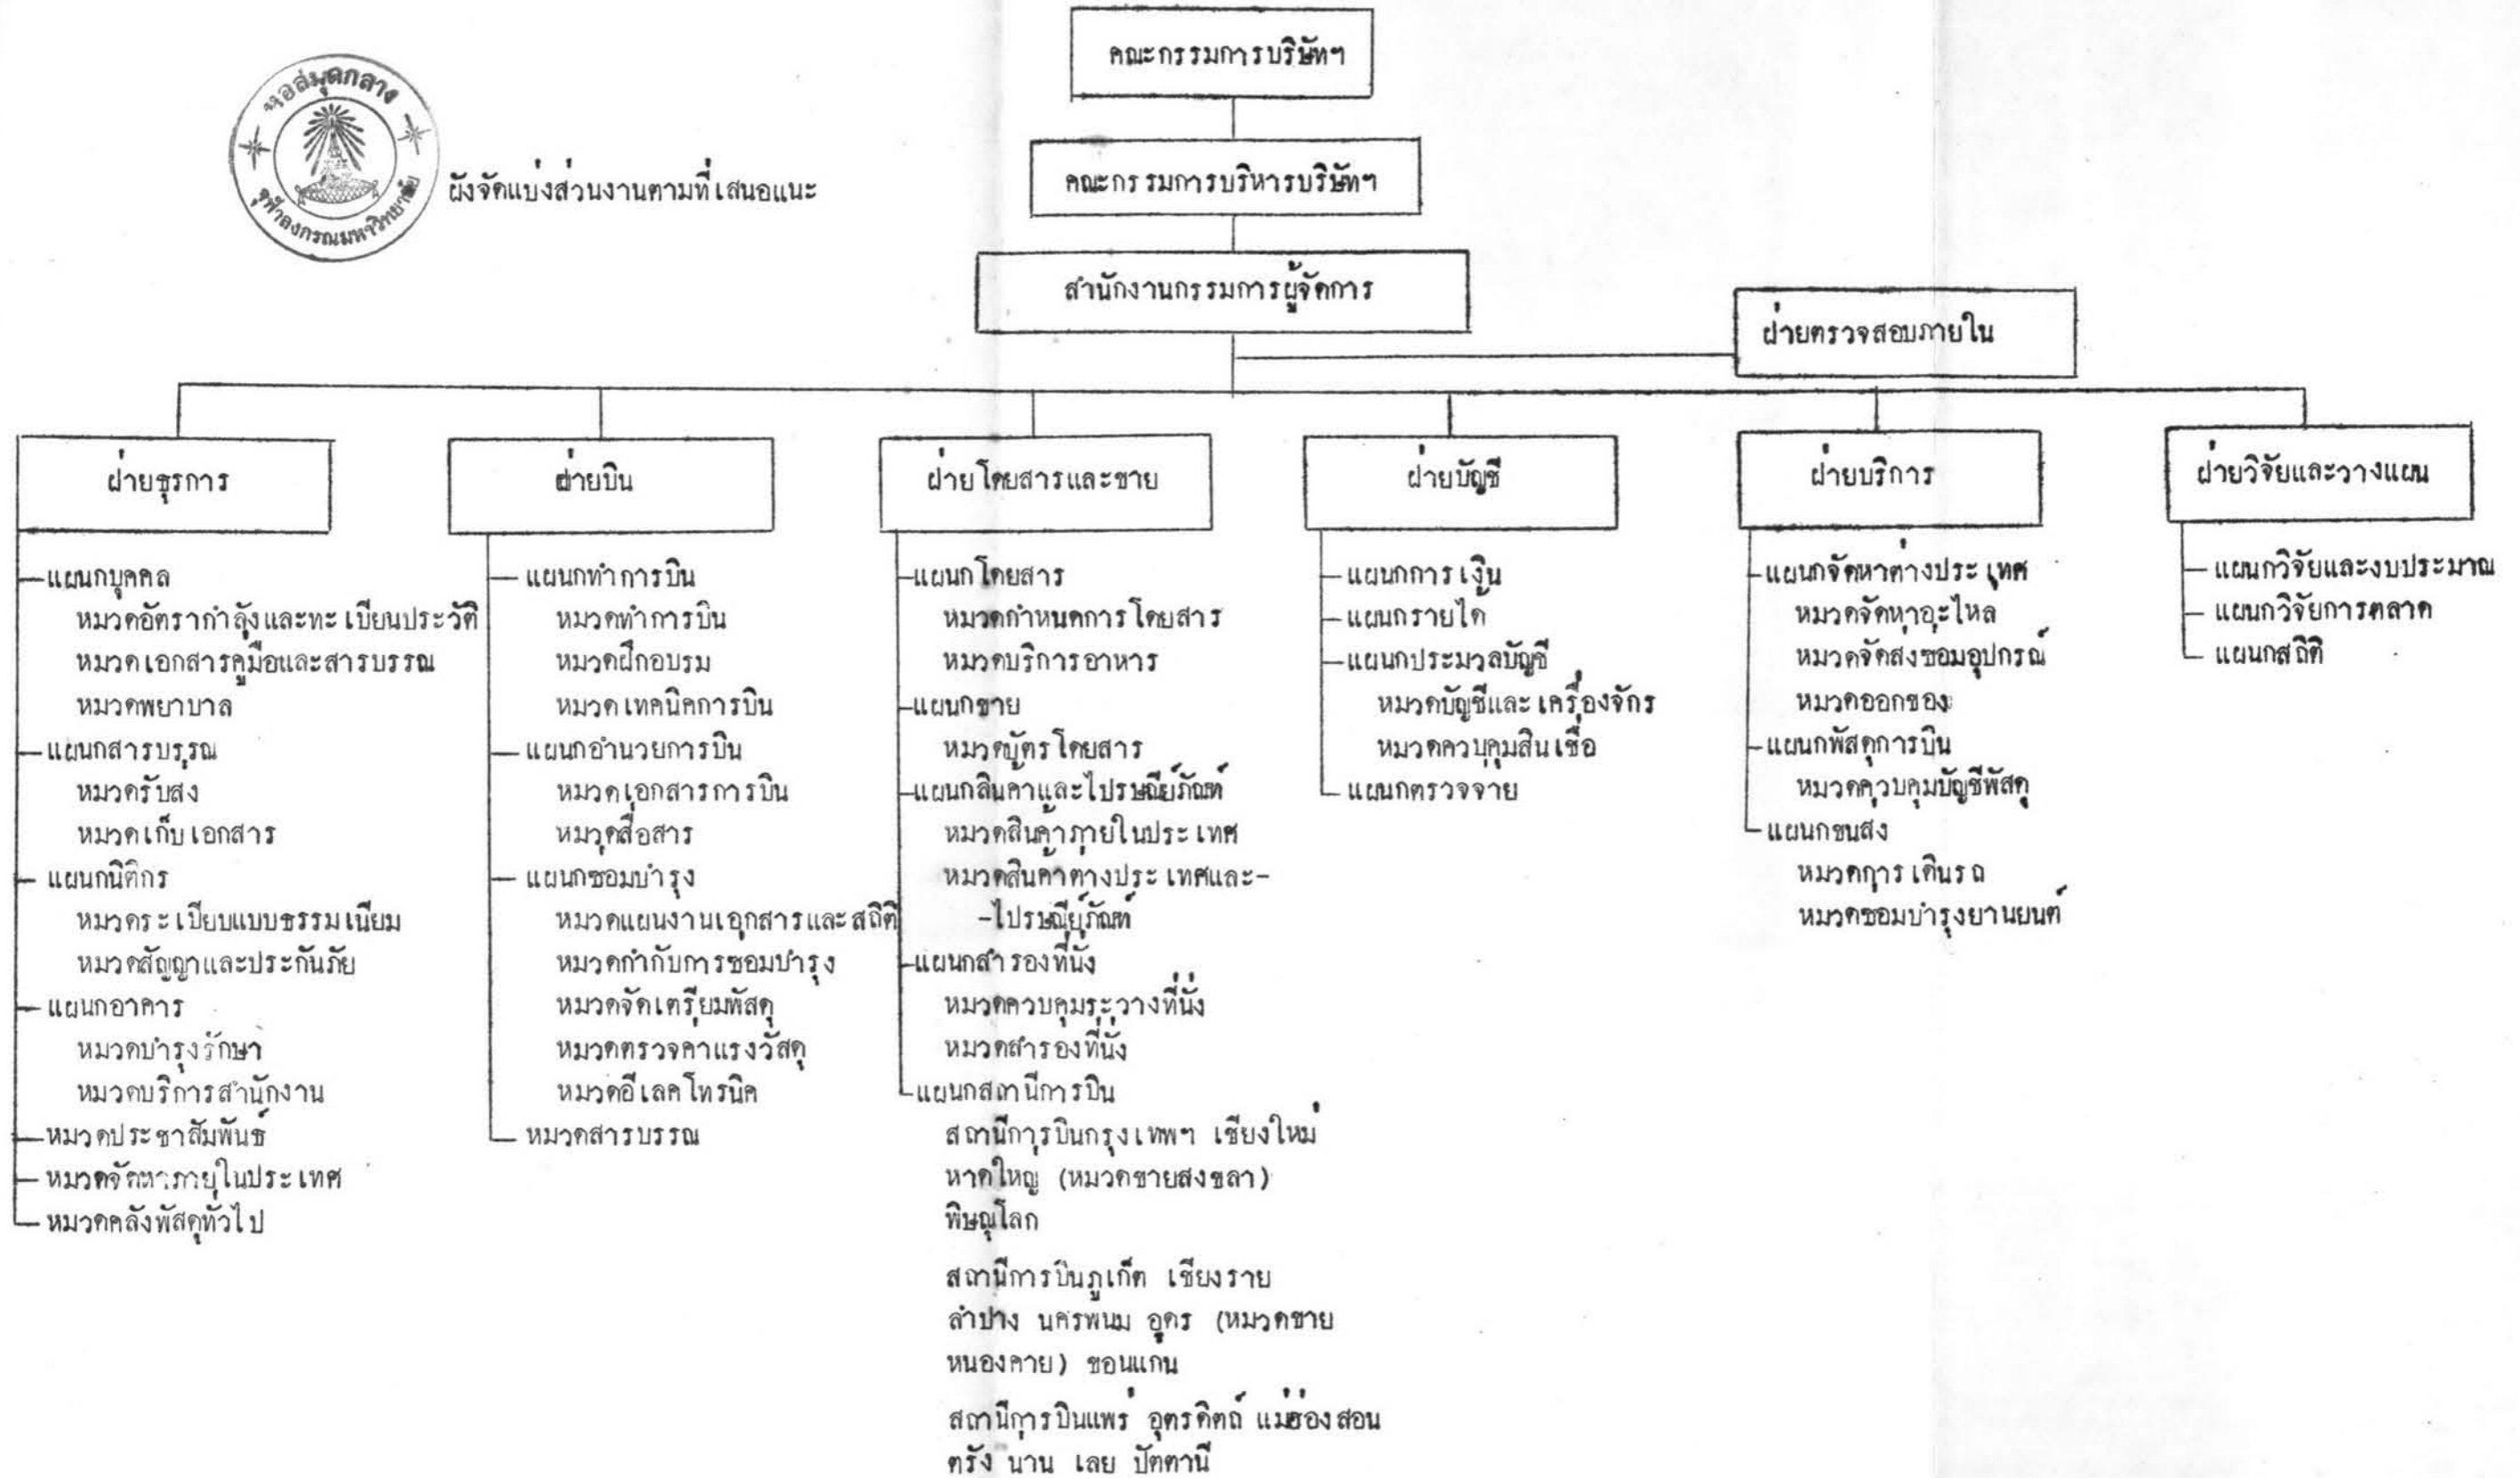 คณะกรรมการบริษัทฯ
หอสมุดกลาง
จุฬาลงกรณมหาวิทยาลัย
ผังจัดแบ่งส่วนงานตามที่เสนอแนะ
คณะกรรมการบริหารบริษัทฯ
สำนักงานกรรมการผู้จัดการ
ฝ่ายตรวจสอบภายใน
ฝ่ายธุรการ
แผนกบุคคล
หมวดอัตรากำลังและทะเบียนประวัติ
หมวดเอกสารคู่มือและสารบรรณ
หมวดพยาบาล
แผนกสารบรรณ
หมวดรับส่ง
หมวดเก็บเอกสาร
แผนกนิติกร
หมวดระเบียบแบบธรรมเนียม
หมวดสัญญาและประกันภัย
แผนกอาคาร
หมวดบำรุงรักษา
หมวดบริการสำนักงาน
หมวดประชาสัมพันธ์
หมวดจัดหาภายในประเทศ
หมวดคลังพัสดุทั่วไป
ฝ่ายบิน
แผนกทำการบิน
หมวดทำการบิน
หมวดฝึกอบรม
หมวดเทคนิคการบิน
แผนกอำนวยการบิน
หมวดเอกสารการบิน
หมวดสื่อสาร
แผนกซ่อมบำรุง
หมวดแผนงานเอกสารและสถิติ
หมวดกำกับการซ่อมบำรุง
หมวดจัดเตรียมพัสดุ
หมวดตรวจค่าแรงวัสดุ
หมวดอีเลคโทรนิค
หมวดสารบรรณ
ฝ่ายโดยสารและขาย
แผนกโดยสาร
หมวดกำหนดการโดยสาร
หมวดบริการอาหาร
แผนกขาย
หมวดบัตรโดยสาร
แผนกสินค้าและไปรษณีย์ภัณฑ์
หมวดสินค้าภายในประเทศ
หมวดสินค้าต่างประเทศและ-
-ไปรษณีย์ภัณฑ์
แผนกสำรองที่นั่ง
หมวดควบคุมระวางที่นั่ง
หมวดสำรองที่นั่ง
แผนกสถานีการบิน
สถานีการบินกรุงเทพฯ เชียงใหม่
หาดใหญ่ (หมวดขายสงขลา)
พิษณุโลก
สถานีการบินภูเก็ต เชียงราย
ลำปาง นครพนม อุดร (หมวดขาย
หนองคาย) ขอนแก่น
สถานีการบินแพร่ อุตรดิตถ์ แม่ฮ่องสอน
ตรัง น่าน เลย ปัตตานี
ฝ่ายบัญชี
แผนกการเงิน
แผนกรายได้
แผนกประมวลบัญชี
หมวดบัญชีและเครื่องจักร
หมวดควบคุมสินเชื่อ
แผนกตรวจจ่าย
ฝ่ายบริการ
แผนกจัดหาต่างประเทศ
หมวดจัดหาอะไหล่
หมวดจัดส่งซ่อมอุปกรณ์
หมวดออกของ
แผนกพัสดุการบิน
หมวดควบคุมบัญชีพัสดุ
แผนกขนส่ง
หมวดการเดินรถ
หมวดซ่อมบำรุงยานยนต์
ฝ่ายวิจัยและวางแผน
แผนกวิจัยและงบประมาณ
แผนกวิจัยการตลาด
แผนกสถิติ